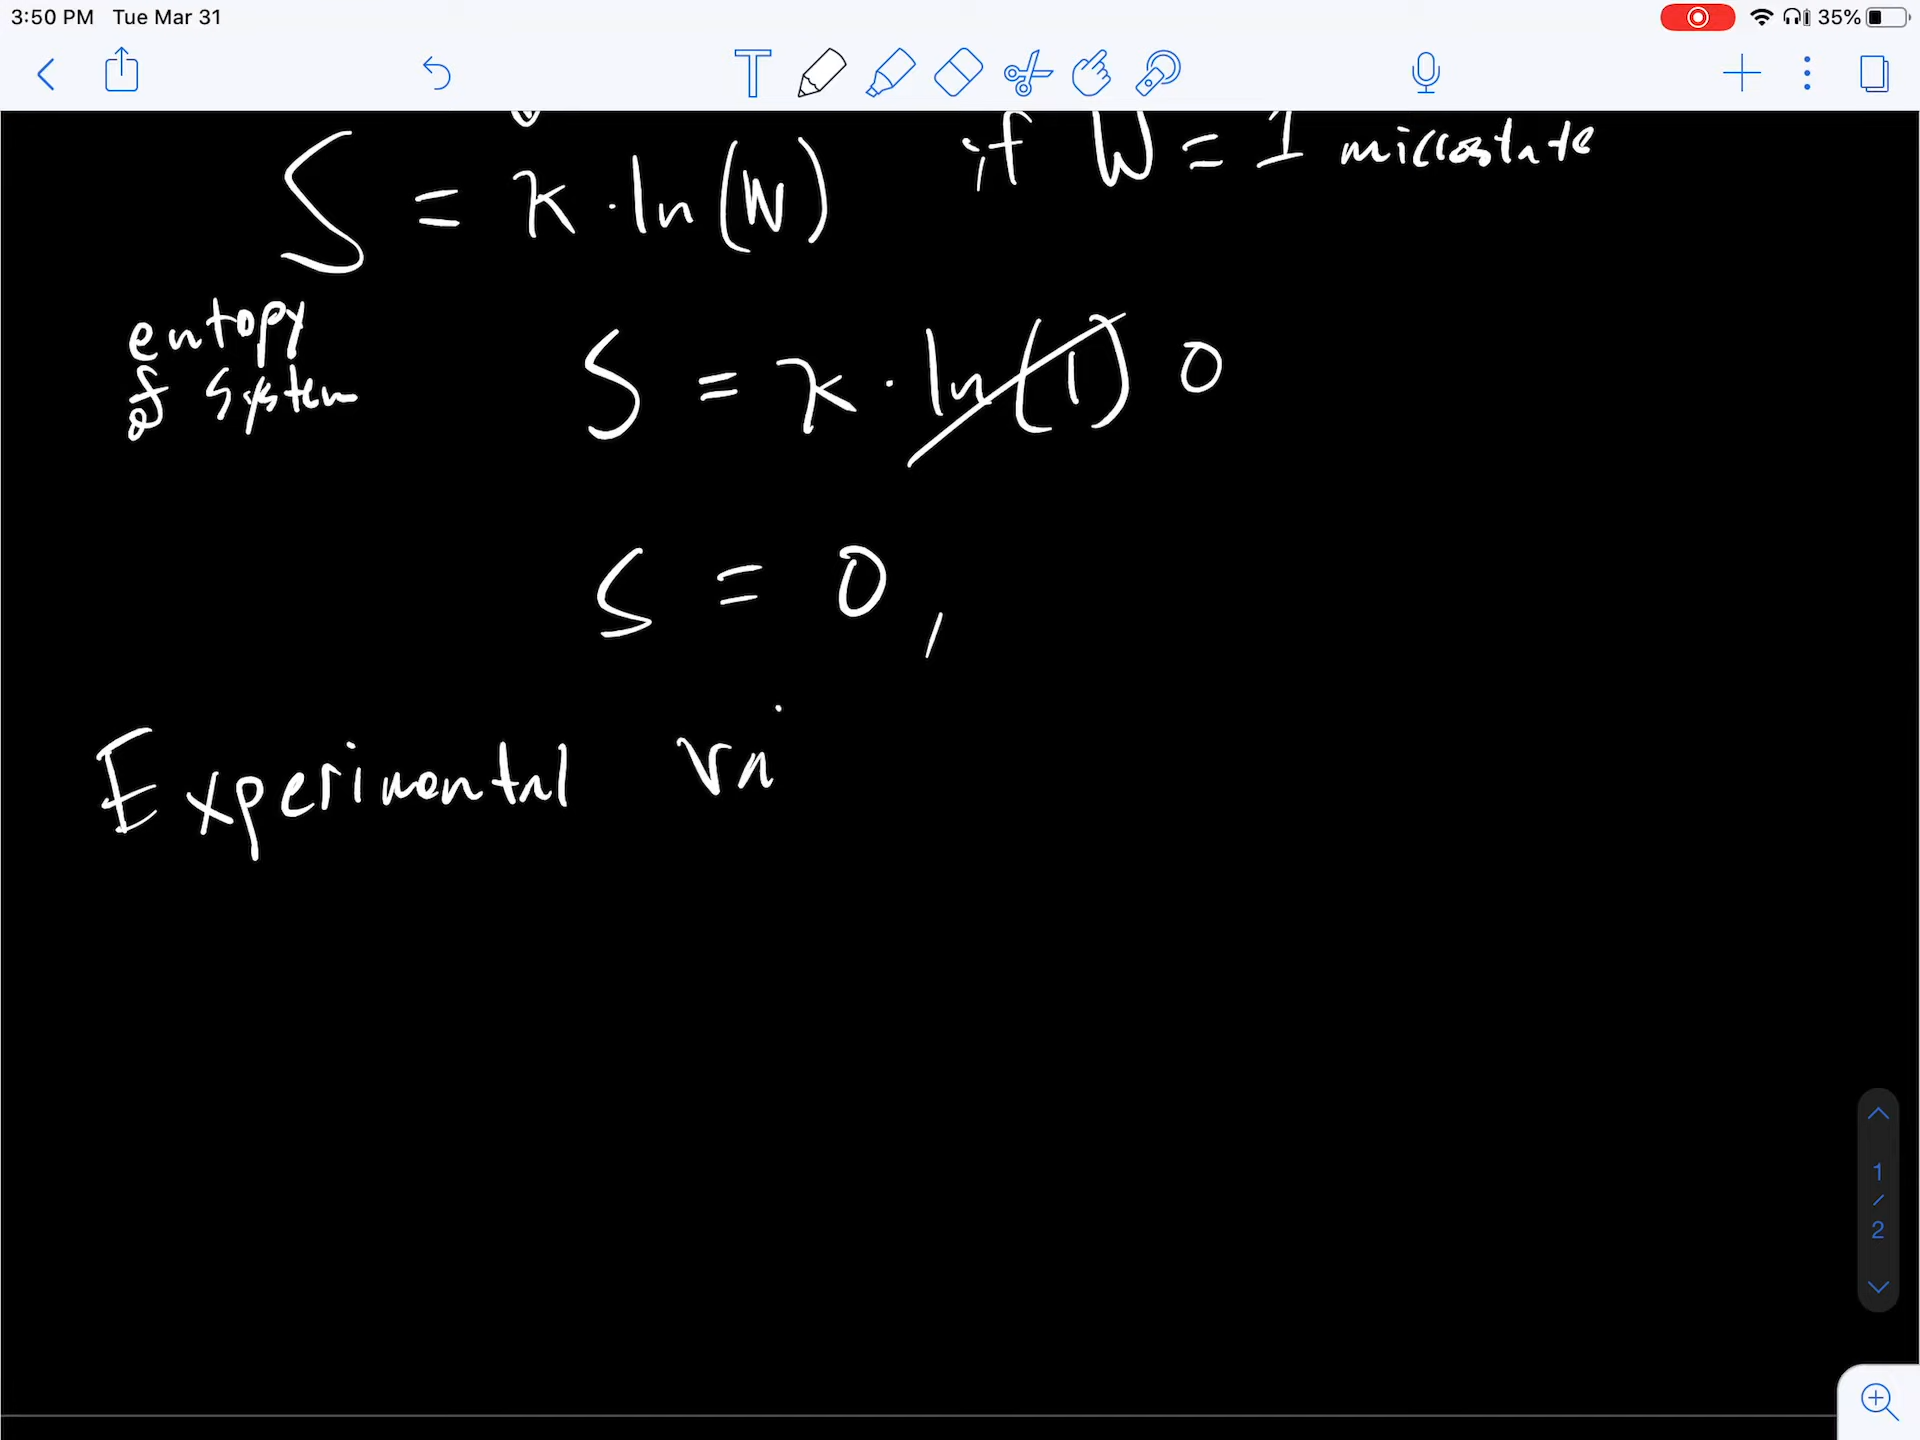 3:50 PM Tue Mar 31
35%
if W = 1 microstate
S = k · ln(W)
entopy
of system
S = k · ln(1) 0
S = 0,
Experimental va
1
/
2